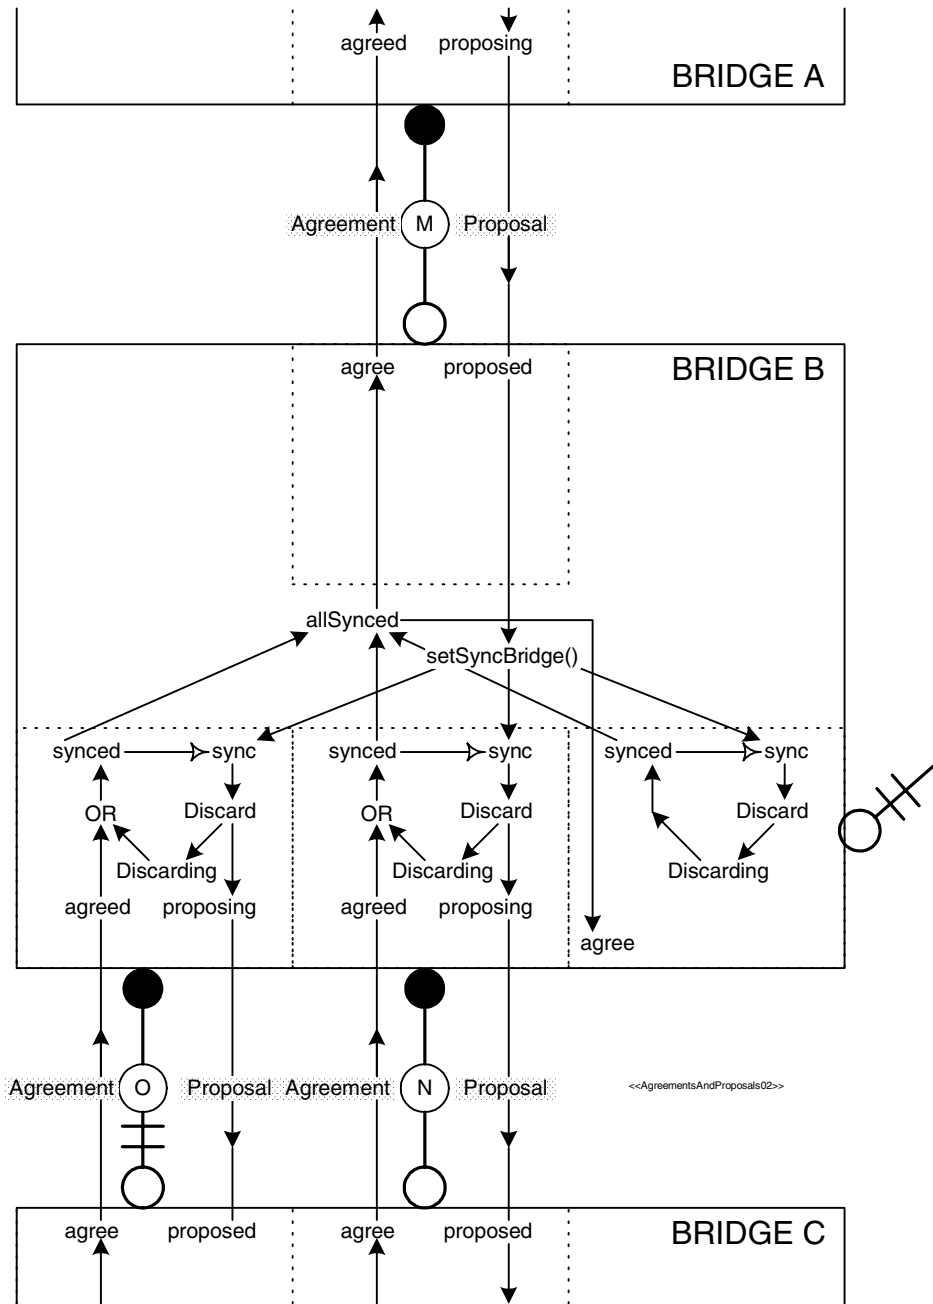 agreed proposing
BRIDGE A
Agreement M Proposal
agree proposed BRIDGE B
allSynced
setSyncBridge()
synced sync synced sync synced sync
OR Discard OR Discard Discard
Discarding Discarding Discarding
agreed proposing agreed proposing
agree
Agreement O Proposal Agreement N Proposal <<AgreementsAndProposals02>>
agree proposed agree proposed BRIDGE C